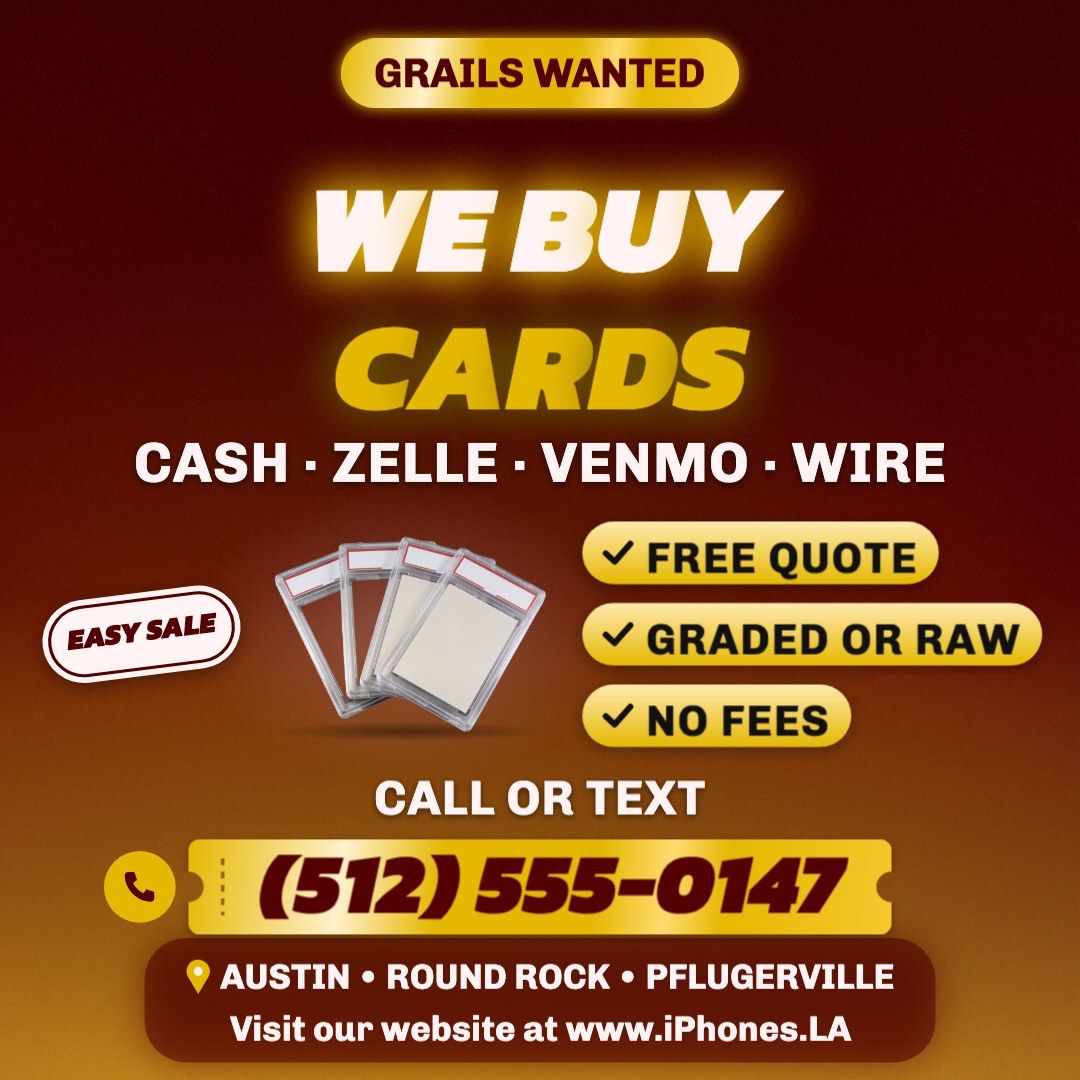 GRAILS WANTED
WE BUY
CARDS
CASH · ZELLE · VENMO · WIRE
EASY SALE
FREE QUOTE
GRADED OR RAW
NO FEES
CALL OR TEXT
(512) 555-0147
AUSTIN • ROUND ROCK • PFLUGERVILLE
Visit our website at www.iPhones.LA